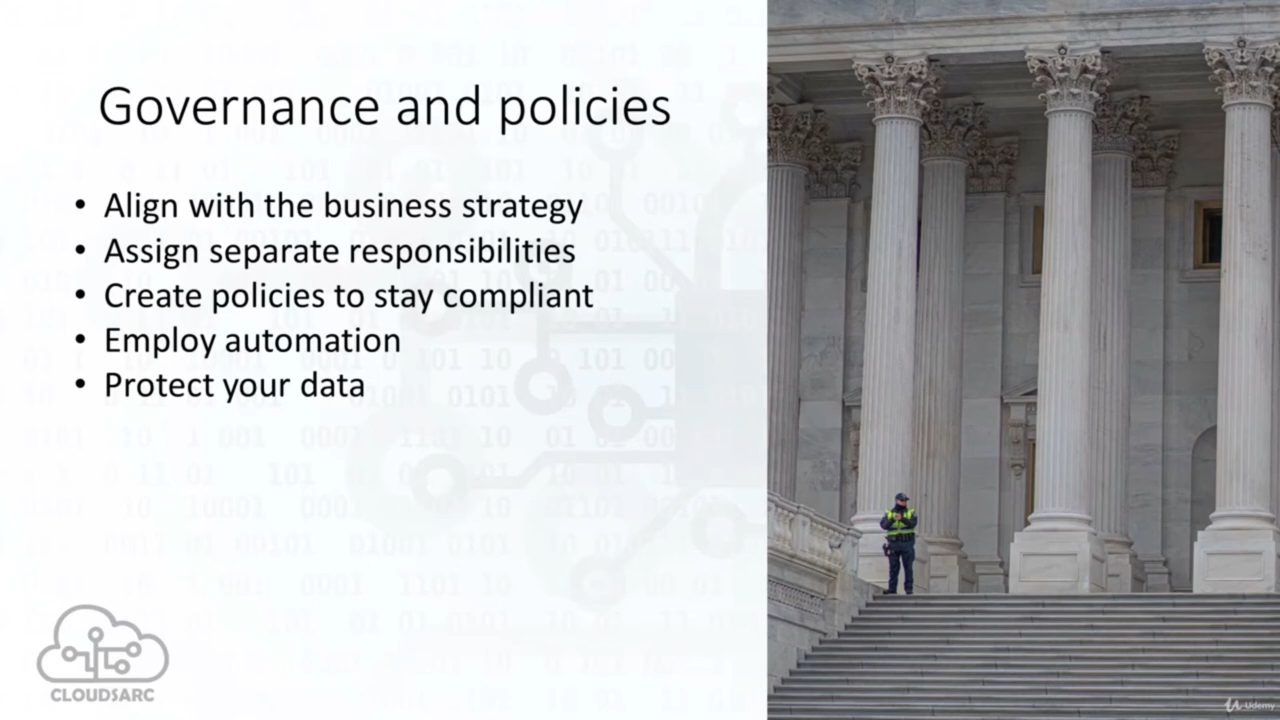 Governance and policies
• Align with the business strategy
• Assign separate responsibilities
• Create policies to stay compliant
• Employ automation
• Protect your data
CLOUDSARC
Udemy